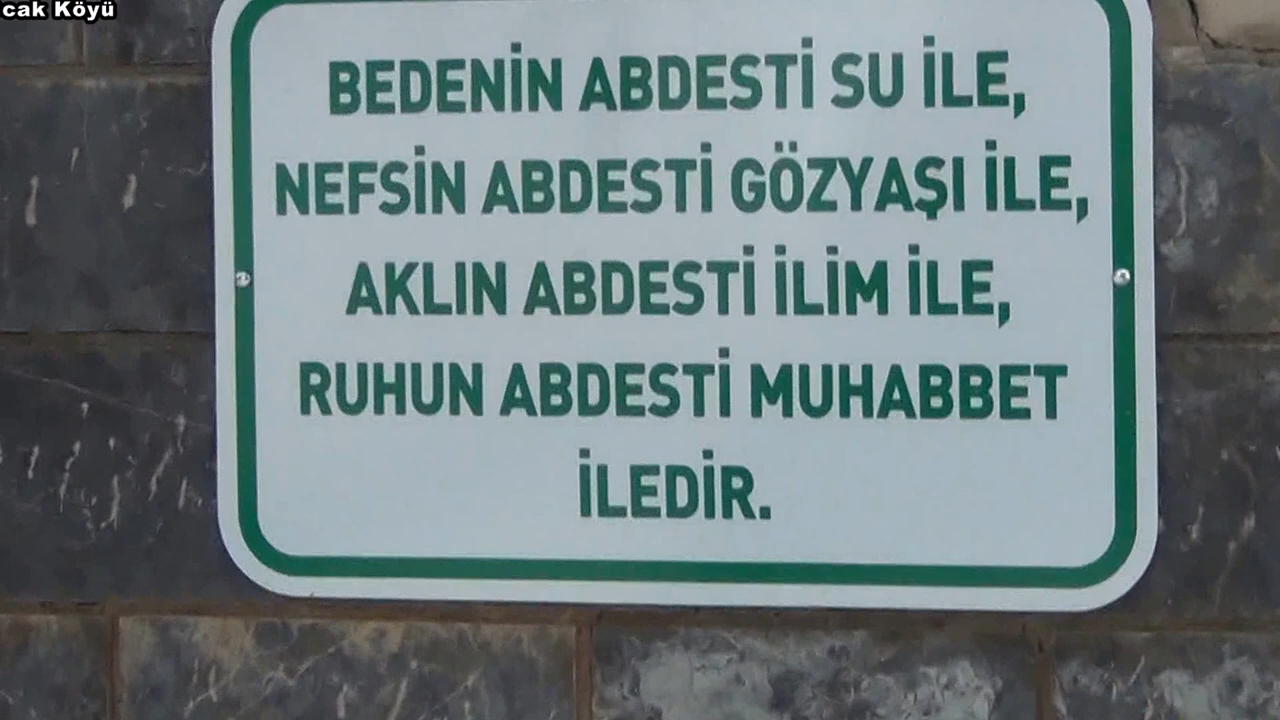 cak Köyü
BEDENİN ABDESTİ SU İLE,
NEFSİN ABDESTİ GÖZYAŞI İLE,
AKLIN ABDESTİ İLİM İLE,
RUHUN ABDESTİ MUHABBET
İLEDİR.